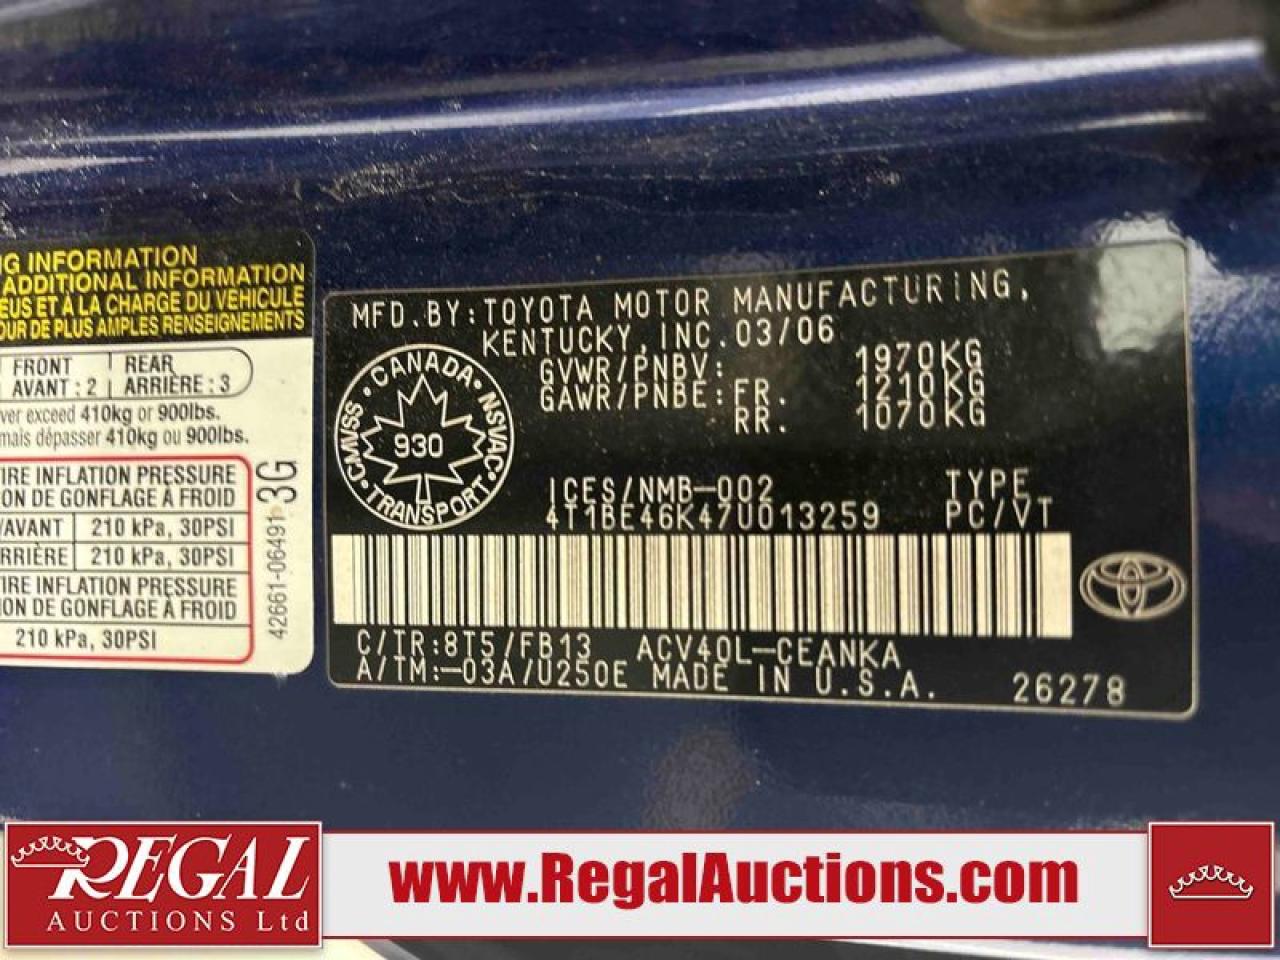 G INFORMATION
ADDITIONAL INFORMATION
EUS ET À LA CHARGE DU VÉHICULE
OUR DE PLUS AMPLES RENSEIGNEMENTS
FRONT REAR
AVANT : 2 ARRIÈRE : 3
ver exceed 410kg or 900lbs.
mais dépasser 410kg ou 900lbs.
IRE INFLATION PRESSURE
ON DE GONFLAGE À FROID
/AVANT 210 kPa, 30PSI
RRIÈRE 210 kPa, 30PSI
IRE INFLATION PRESSURE
ON DE GONFLAGE À FROID
210 kPa, 30PSI
42661-06491 3G
MFD. BY: TOYOTA MOTOR MANUFACTURING,
KENTUCKY, INC. 03/06
GVWR/PNBV: 1970KG
GAWR/PNBE: FR. 1210KG
RR. 1070KG
CANADA
CMVSS NSVAC
930
TRANSPORT
ICES/NMB-002 TYPE
4T1BE46K47U013259 PC/VT
C/TR:8T5/FB13 ACV40L-CEANKA
A/TM:-03A/U250E MADE IN U.S.A. 26278
REGAL
AUCTIONS Ltd
www.RegalAuctions.com